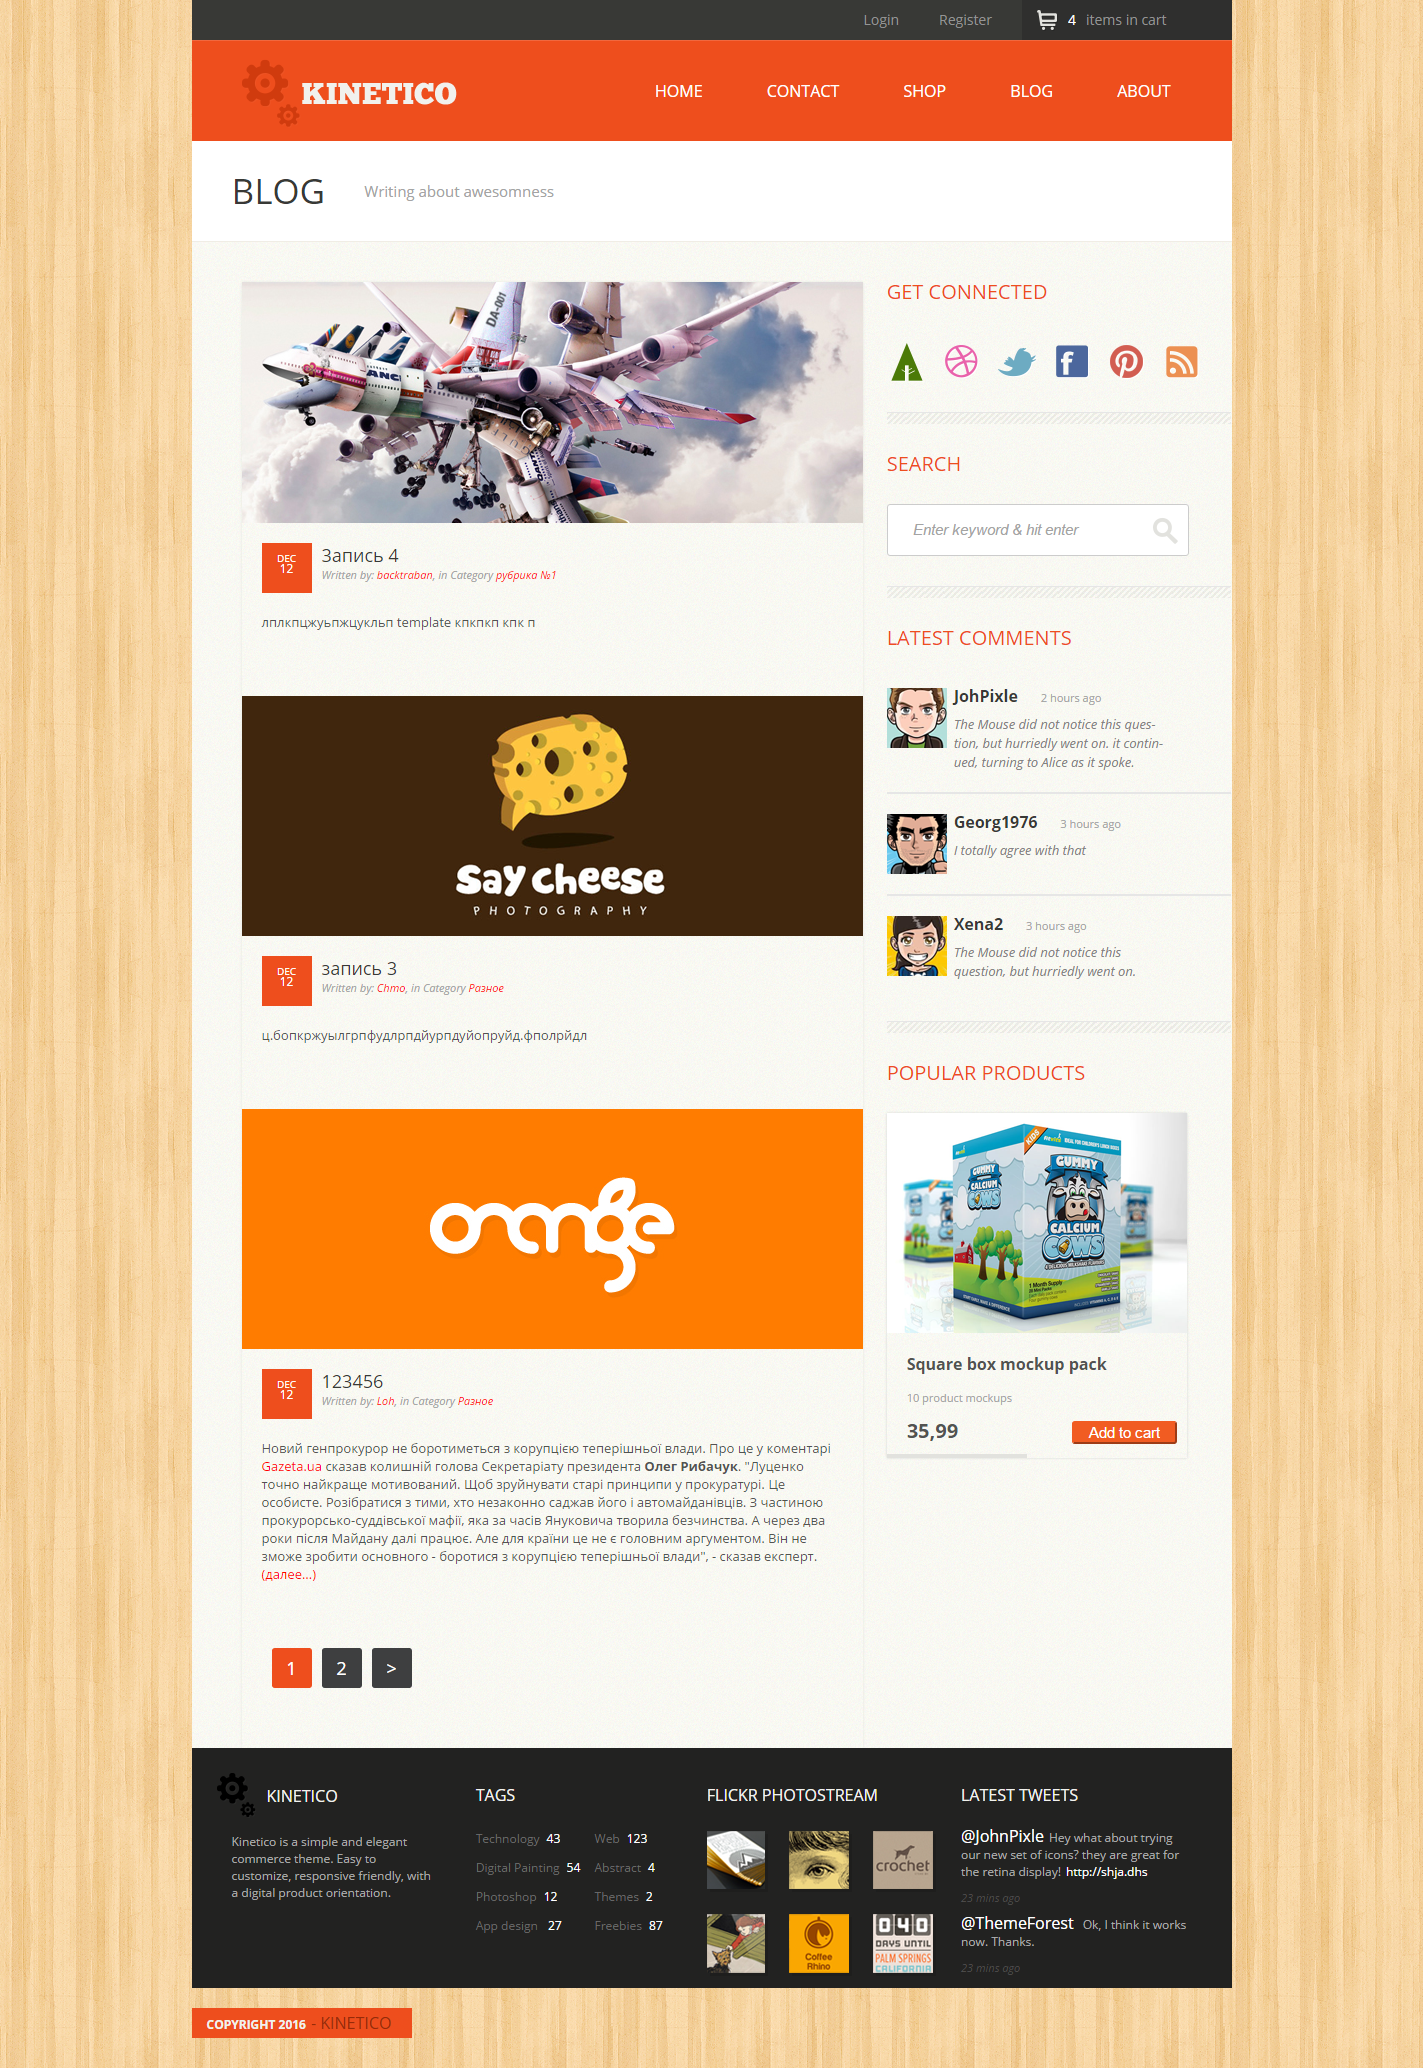 Login Register 4 items in cart
KINETICO
HOME CONTACT SHOP BLOG ABOUT
BLOG Writing about awesomness
DA-001
GET CONNECTED
SEARCH
Enter keyword & hit enter
DEC
12
Запись 4
Written by: backtraban, in Category рубрика №1
лплкпцжуьпжцукльп template кпкпкп кпк п
LATEST COMMENTS
JohPixle 2 hours ago
The Mouse did not notice this ques-
tion, but hurriedly went on. it contin-
ued, turning to Alice as it spoke.
Georg1976 3 hours ago
I totally agree with that
Xena2 3 hours ago
The Mouse did not notice this
question, but hurriedly went on.
say cheese
PHOTOGRAPHY
DEC
12
запись 3
Written by: Chmo, in Category Разное
ц.бопкржуылгрпфудлрпдйурпдуйопруйд.фполрйдл
POPULAR PRODUCTS
KIDS
GUMMY
CALCIUM
COWS
GUMMY
CALCIUM
COWS
1 Month Supply
Square box mockup pack
10 product mockups
35,99 Add to cart
orange
DEC
12
123456
Written by: Loh, in Category Разное
Новий генпрокурор не боротиметься з корупцією теперішньої влади. Про це у коментарі
Gazeta.ua сказав колишній голова Секретаріату президента Олег Рибачук. "Луценко
точно найкраще мотивований. Щоб зруйнувати старі принципи у прокуратурі. Це
особисте. Розібратися з тими, хто незаконно саджав його і автомайданівців. З частиною
прокурорсько-суддівської мафії, яка за часів Януковича творила безчинства. А через два
роки після Майдану далі працює. Але для країни це не є головним аргументом. Він не
зможе зробити основного - боротися з корупцією теперішньої влади", - сказав експерт.
(далее...)
1 2 >
KINETICO
Kinetico is a simple and elegant
commerce theme. Easy to
customize, responsive friendly, with
a digital product orientation.
TAGS
Technology 43 Web 123
Digital Painting 54 Abstract 4
Photoshop 12 Themes 2
App design 27 Freebies 87
FLICKR PHOTOSTREAM
crochet
Coffee
Rhino
040
DAYS UNTIL
PALM SPRINGS
CALIFORNIA
LATEST TWEETS
@JohnPixle Hey what about trying
our new set of icons? they are great for
the retina display! http://shja.dhs
23 mins ago
@ThemeForest Ok, I think it works
now. Thanks.
23 mins ago
COPYRIGHT 2016 - KINETICO